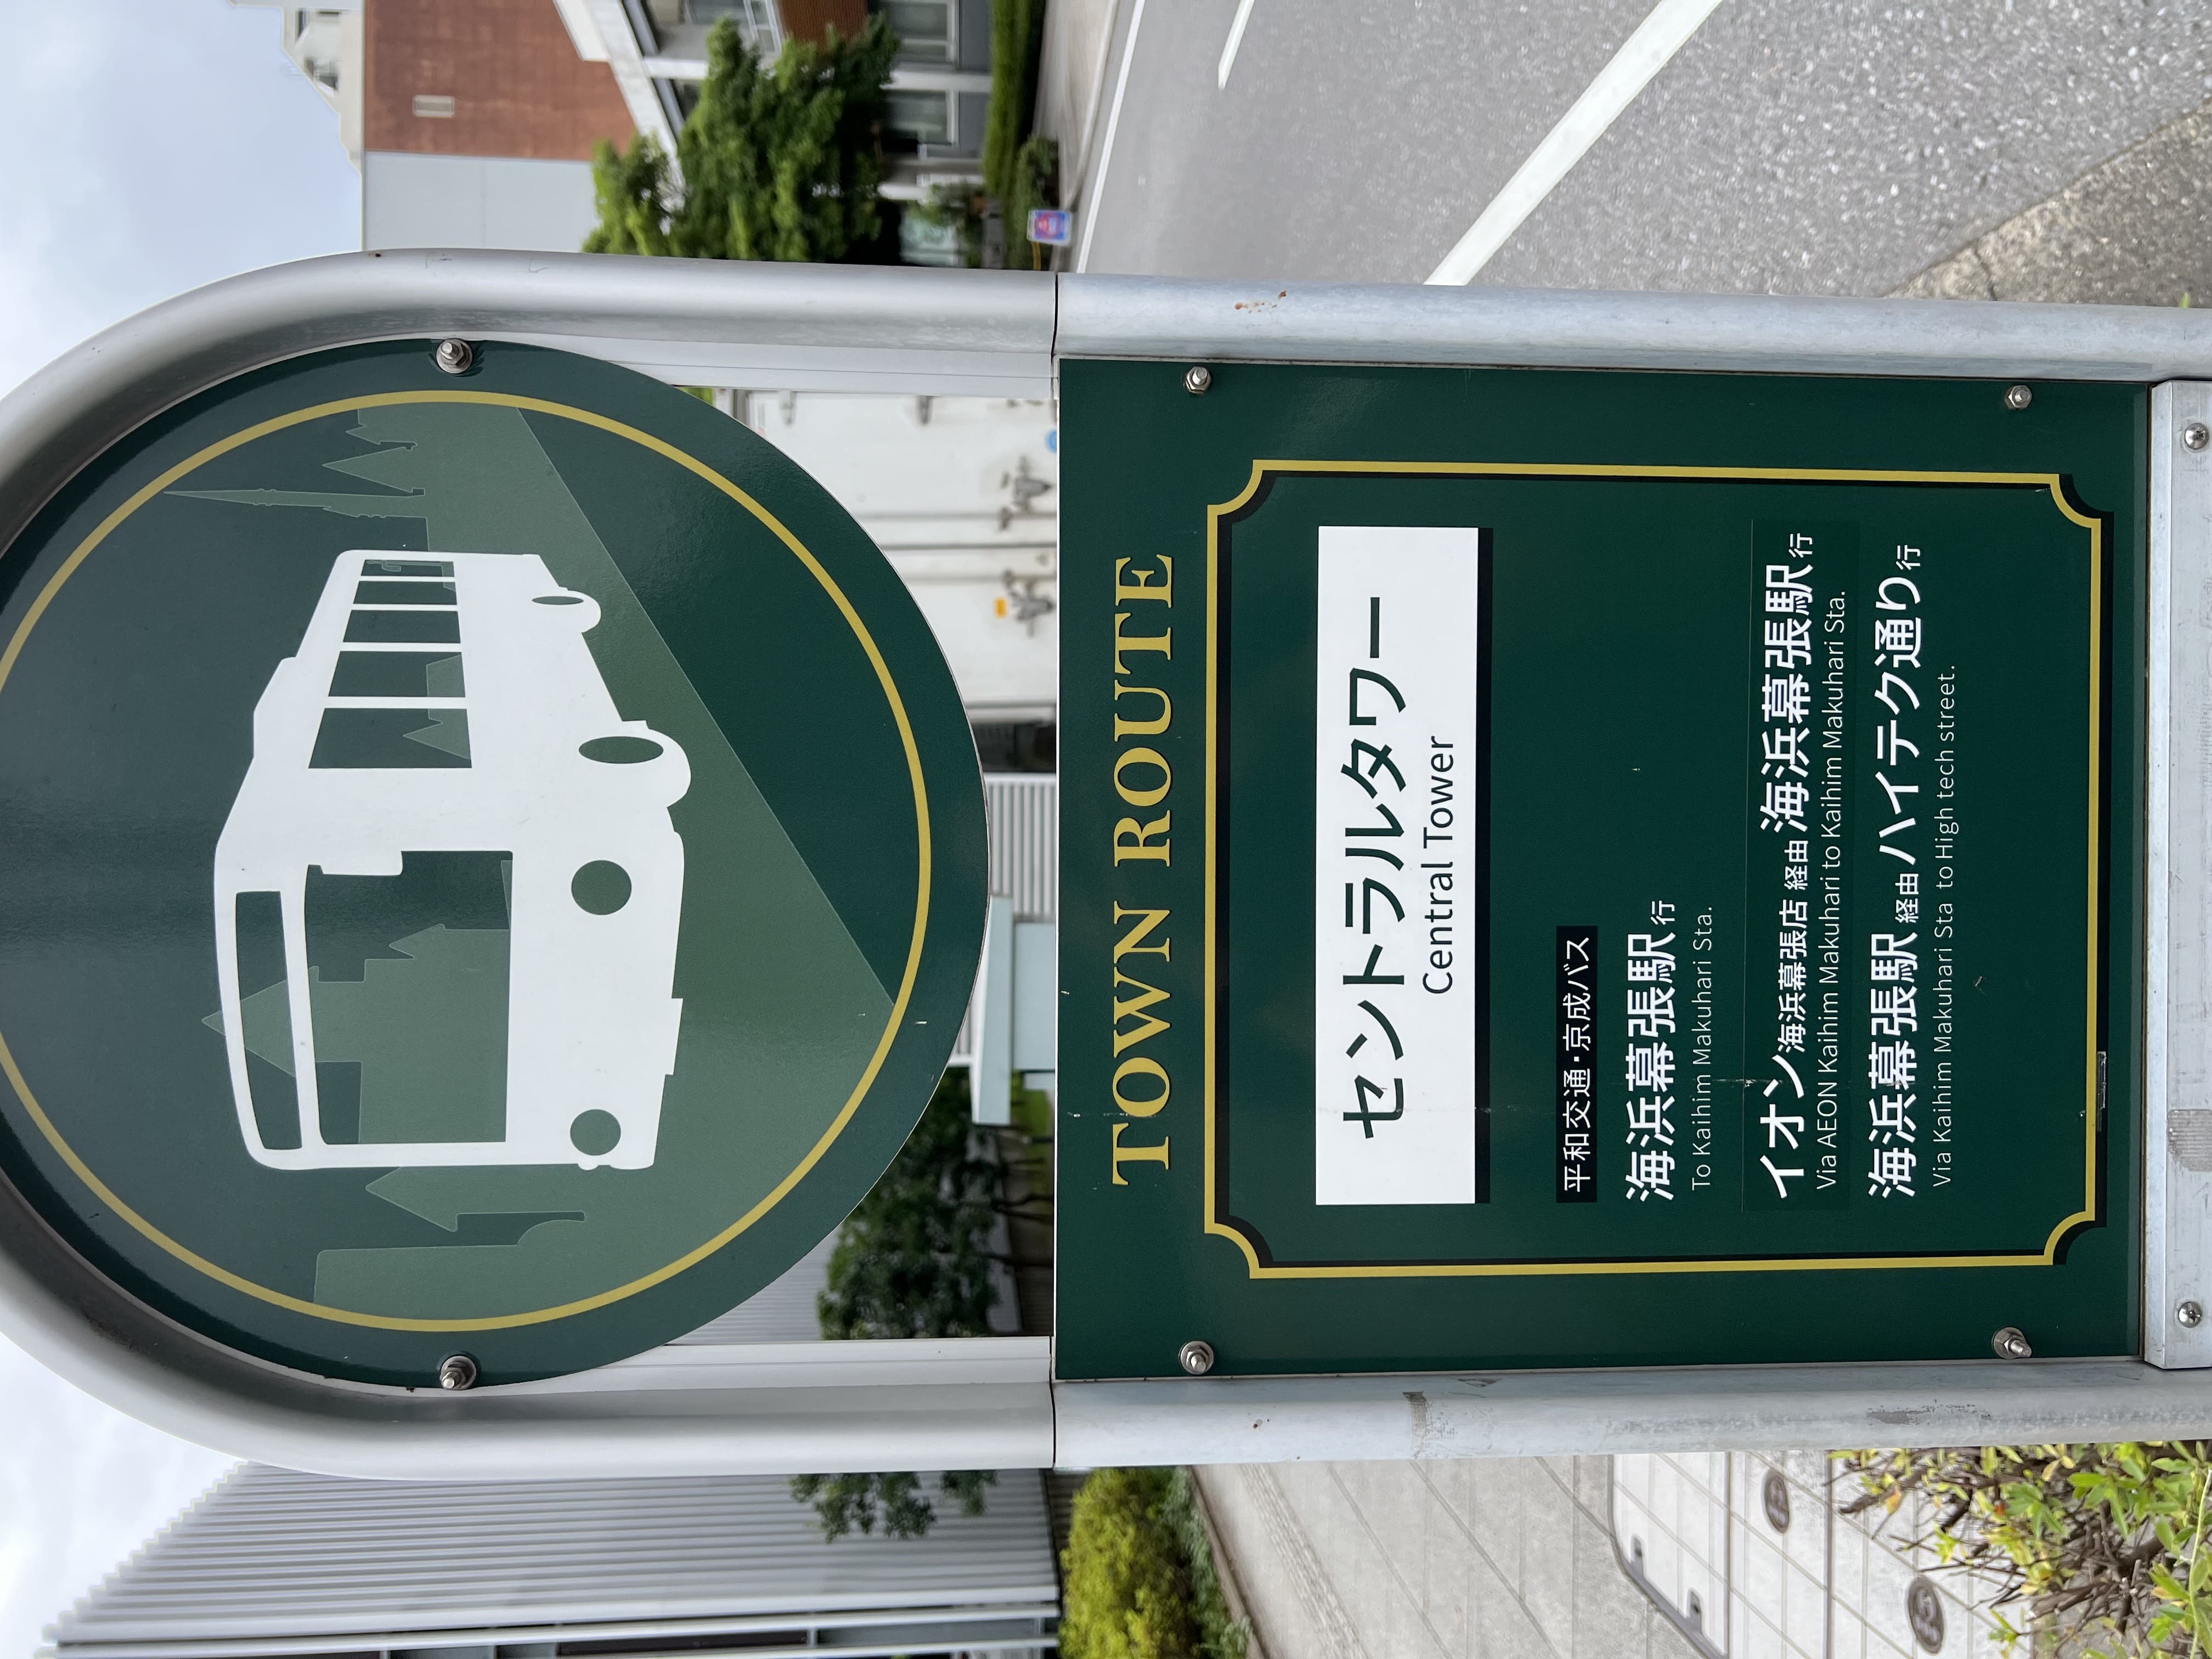 TOWN ROUTE
セントラルタワー
Central Tower
平和交通・京成バス
海浜幕張駅行
To Kaihim Makuhari Sta.
イオン海浜幕張店 経由 海浜幕張駅行
Via AEON Kaihim Makuhari to Kaihim Makuhari Sta.
海浜幕張駅 経由 ハイテク通り行
Via Kaihim Makuhari Sta to High tech street.